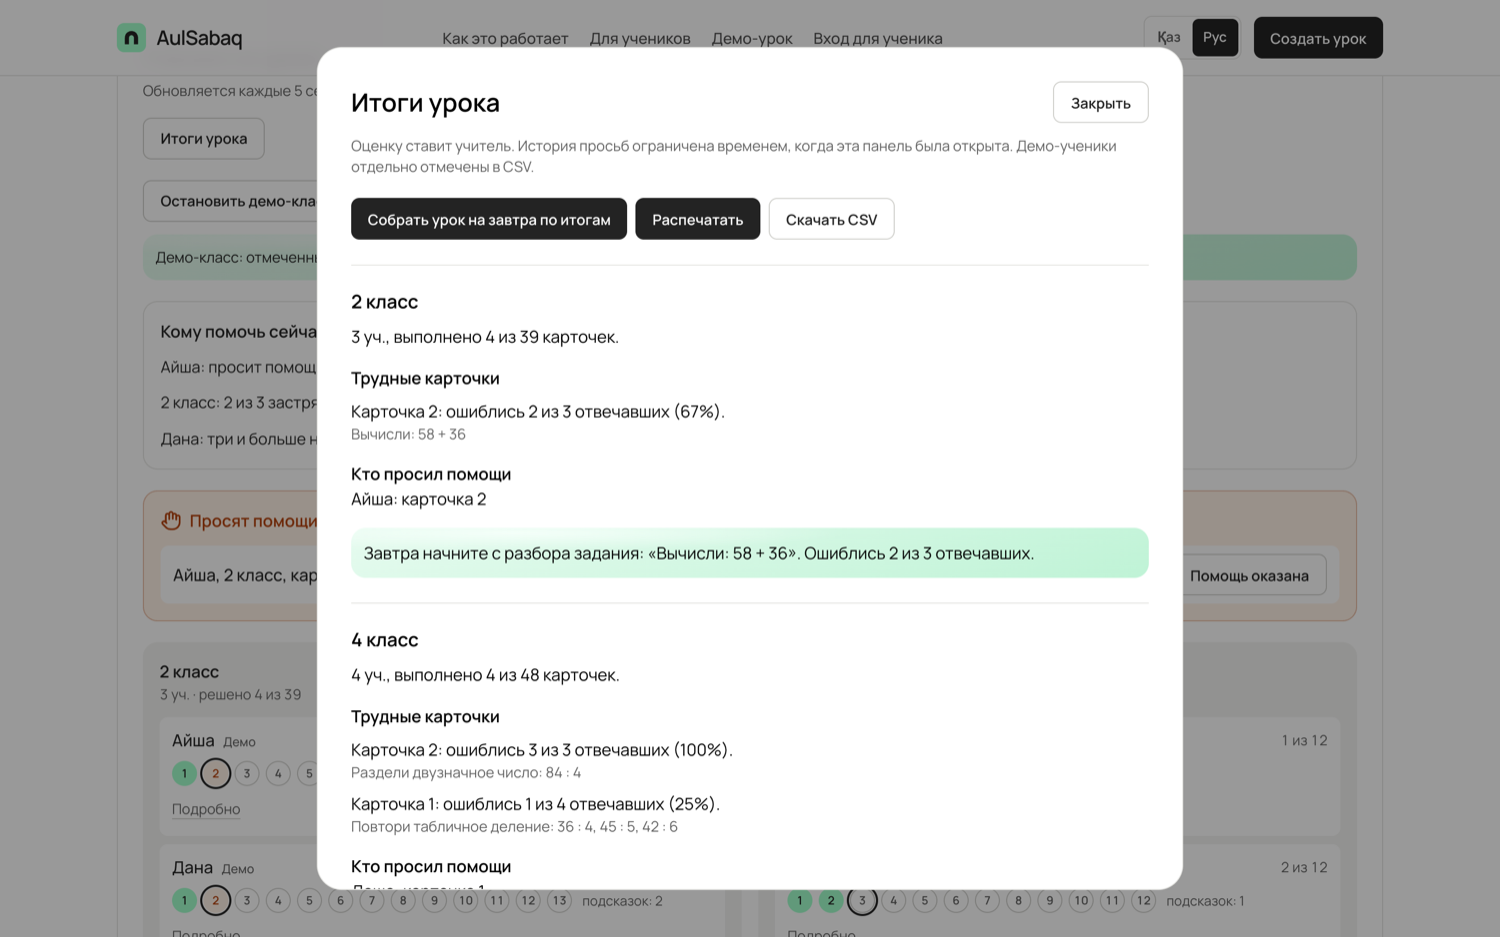 AulSabaq
Как это работает
Для учеников
Демо-урок
Вход для ученика
Қаз
Рус
Создать урок
Обновляется каждые 5
Итоги урока
Остановить
Демо-класс:
Кому помочь
Айша: просит
2 класс: 2 из 3
Дана: три и больше
Просят помощи
Айша, 2 класс,
Помощь оказана
2 класс
3 уч. · решено 4 из 39
Айша Демо
1 2 3 4 5
Подробно
1 из 12
Дана Демо
1 2 3 4 5 6 7 8 9 10 11 12 13 подсказок: 2
Подробно
2 из 12
1 2 3 4 5 6 7 8 9 10 11 12 подсказок: 1
Подробно
Итоги урока
Закрыть
Оценку ставит учитель. История просьб ограничена временем, когда эта панель была открыта. Демо-ученики
отдельно отмечены в CSV.
Собрать урок на завтра по итогам
Распечатать
Скачать CSV
2 класс
3 уч., выполнено 4 из 39 карточек.
Трудные карточки
Карточка 2: ошиблись 2 из 3 отвечавших (67%).
Вычисли: 58 + 36
Кто просил помощи
Айша: карточка 2
Завтра начните с разбора задания: «Вычисли: 58 + 36». Ошиблись 2 из 3 отвечавших.
4 класс
4 уч., выполнено 4 из 48 карточек.
Трудные карточки
Карточка 2: ошиблись 3 из 3 отвечавших (100%).
Раздели двузначное число: 84 : 4
Карточка 1: ошиблись 1 из 4 отвечавших (25%).
Повтори табличное деление: 36 : 4, 45 : 5, 42 : 6
Кто просил помощи